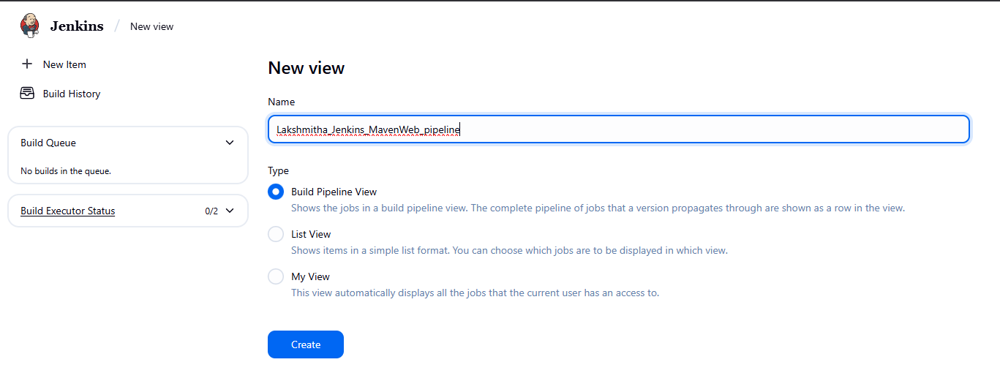 Jenkins / New view
New Item
Build History
Build Queue
No builds in the queue.
Build Executor Status 0/2
New view
Name
Lakshmitha_Jenkins_MavenWeb_pipeline
Type
Build Pipeline View
Shows the jobs in a build pipeline view. The complete pipeline of jobs that a version propagates through are shown as a row in the view.
List View
Shows items in a simple list format. You can choose which jobs are to be displayed in which view.
My View
This view automatically displays all the jobs that the current user has an access to.
Create